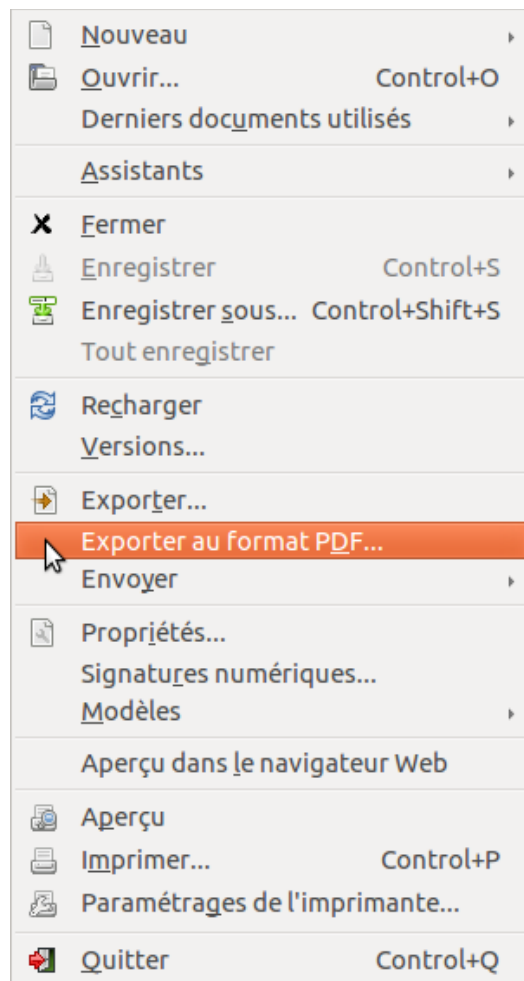 Nouveau
Ouvrir... Control+O
Derniers documents utilisés
Assistants
Fermer
Enregistrer Control+S
Enregistrer sous... Control+Shift+S
Tout enregistrer
Recharger
Versions...
Exporter...
Exporter au format PDF...
Envoyer
Propriétés...
Signatures numériques...
Modèles
Aperçu dans le navigateur Web
Aperçu
Imprimer... Control+P
Paramétrages de l'imprimante...
Quitter Control+Q